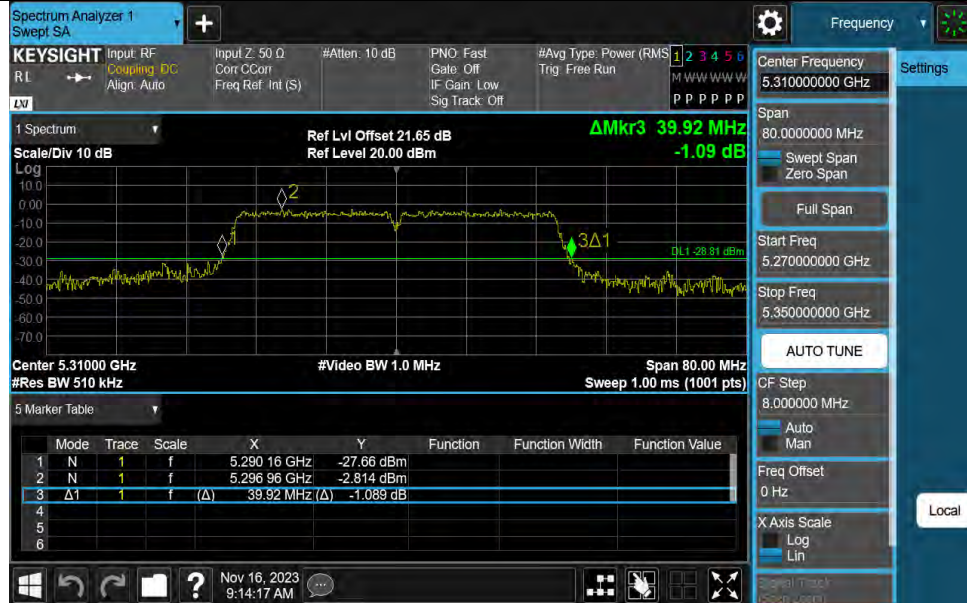 Spectrum Analyzer 1
Swept SA
+
Frequency
KEYSIGHT
RL
LXI
Input: RF
Coupling: DC
Align: Auto
Input Z: 50 Ω
Corr CCorr
Freq Ref: Int (S)
#Atten: 10 dB
PNO: Fast
Gate: Off
IF Gain: Low
Sig Track: Off
#Avg Type: Power (RMS
Trig: Free Run
1 2 3 4 5 6
M W W W W W
P P P P P P
1 Spectrum
Scale/Div 10 dB
Ref Lvl Offset 21.65 dB
Ref Level 20.00 dBm
ΔMkr3 39.92 MHz
-1.09 dB
Log
10.0
0.00
-10.0
-20.0
-30.0
-40.0
-50.0
-60.0
-70.0
2
3Δ1
DL1 -28.81 dBm
Center 5.31000 GHz
#Res BW 510 kHz
#Video BW 1.0 MHz
Span 80.00 MHz
Sweep 1.00 ms (1001 pts)
5 Marker Table
Mode Trace Scale X Y Function Function Width Function Value
1 N 1 f 5.290 16 GHz -27.66 dBm
2 N 1 f 5.296 96 GHz -2.814 dBm
3 Δ1 1 f (Δ) 39.92 MHz (Δ) -1.089 dB
4
5
6
Nov 16, 2023
9:14:17 AM
Center Frequency
5.310000000 GHz
Settings
Span
80.0000000 MHz
Swept Span
Zero Span
Full Span
Start Freq
5.270000000 GHz
Stop Freq
5.350000000 GHz
AUTO TUNE
CF Step
8.000000 MHz
Auto
Man
Freq Offset
0 Hz
X Axis Scale
Log
Lin
Local
Signal Track
(Span Zoom)